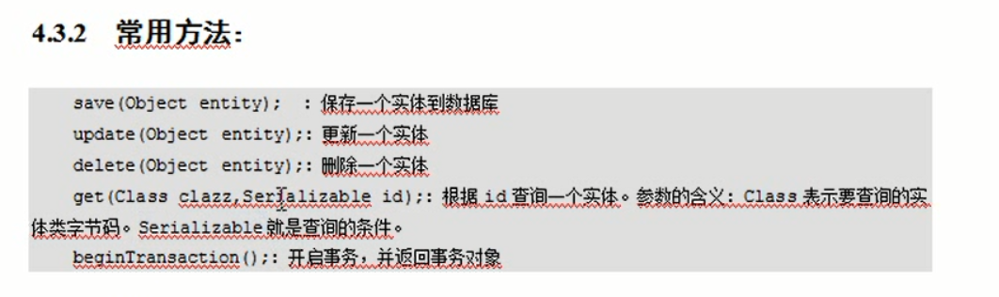 4.3.2 常用方法：
save(Object entity); ：保存一个实体到数据库
update(Object entity);：更新一个实体
delete(Object entity);：删除一个实体
get(Class clazz,Serializable id);：根据 id 查询一个实体。参数的含义：Class 表示要查询的实
体类字节码。Serializable 就是查询的条件。
beginTransaction();：开启事务，并返回事务对象